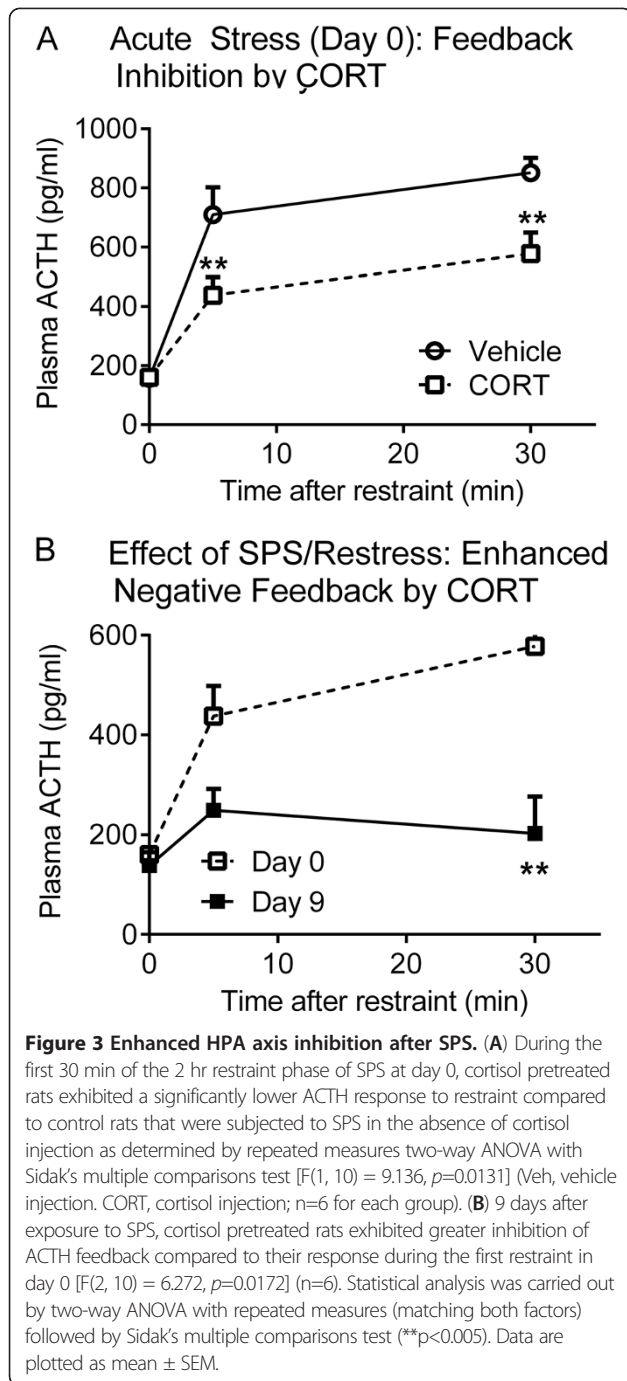 A Acute Stress (Day 0): Feedback
Inhibition by CORT
1000
800
600
400
200
0
Plasma ACTH (pg/ml)
**
**
Vehicle
CORT
0 10 20 30
Time after restraint (min)
B Effect of SPS/Restress: Enhanced
Negative Feedback by CORT
600
400
200
0
Plasma ACTH (pg/ml)
Day 0
Day 9
**
0 10 20 30
Time after restraint (min)
Figure 3 Enhanced HPA axis inhibition after SPS. (A) During the
first 30 min of the 2 hr restraint phase of SPS at day 0, cortisol pretreated
rats exhibited a significantly lower ACTH response to restraint compared
to control rats that were subjected to SPS in the absence of cortisol
injection as determined by repeated measures two-way ANOVA with
Sidak's multiple comparisons test [F(1, 10) = 9.136, p=0.0131] (Veh, vehicle
injection. CORT, cortisol injection; n=6 for each group). (B) 9 days after
exposure to SPS, cortisol pretreated rats exhibited greater inhibition of
ACTH feedback compared to their response during the first restraint in
day 0 [F(2, 10) = 6.272, p=0.0172] (n=6). Statistical analysis was carried out
by two-way ANOVA with repeated measures (matching both factors)
followed by Sidak's multiple comparisons test (**p<0.005). Data are
plotted as mean ± SEM.